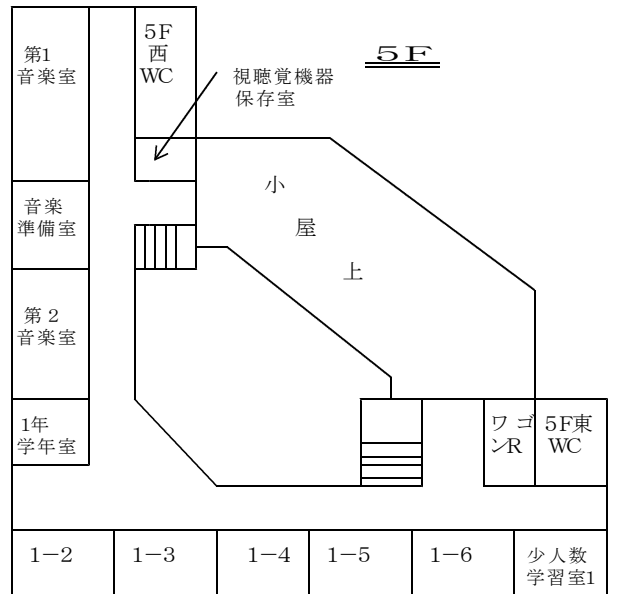 5F
第1
音楽室
5F
西
WC
視聴覚機器
保存室
音楽
準備室
小
屋
上
第2
音楽室
1年
学年室
ワゴ
ンR
5F東
WC
1-2
1-3
1-4
1-5
1-6
少人数
学習室1